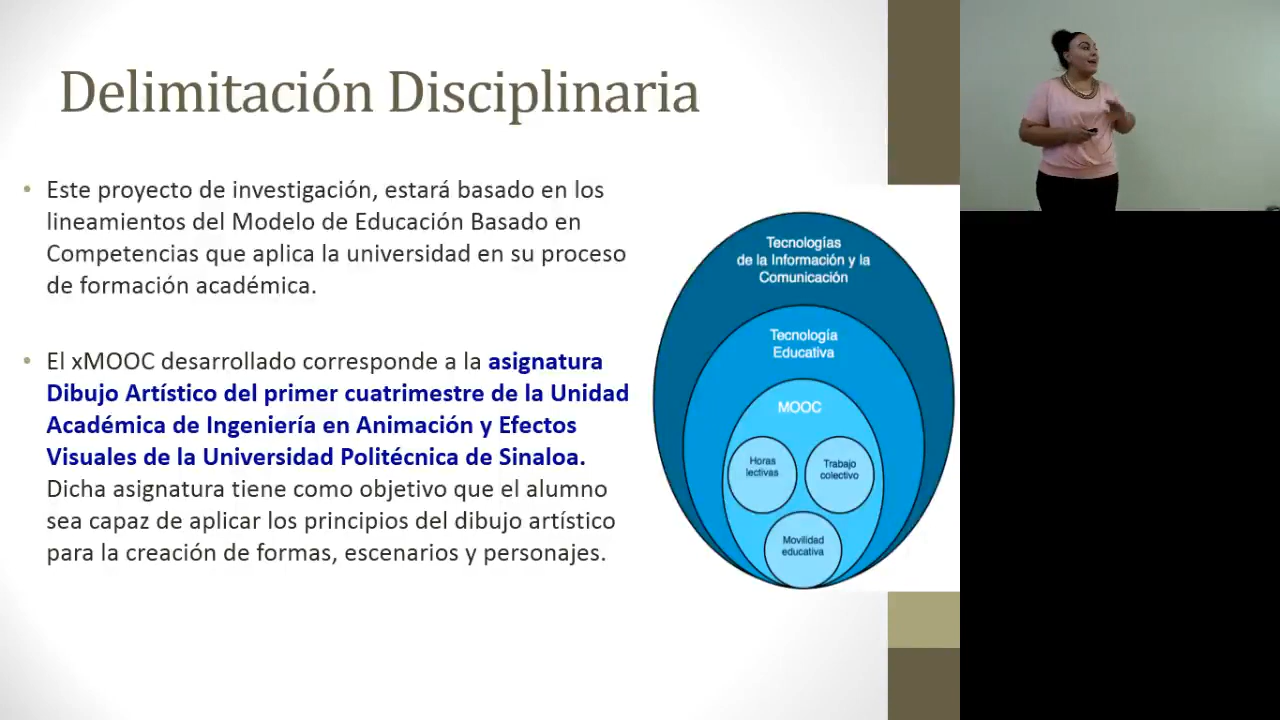 Delimitación Disciplinaria
• Este proyecto de investigación, estará basado en los
lineamientos del Modelo de Educación Basado en
Competencias que aplica la universidad en su proceso
de formación académica.
• El xMOOC desarrollado corresponde a la asignatura
Dibujo Artístico del primer cuatrimestre de la Unidad
Académica de Ingeniería en Animación y Efectos
Visuales de la Universidad Politécnica de Sinaloa.
Dicha asignatura tiene como objetivo que el alumno
sea capaz de aplicar los principios del dibujo artístico
para la creación de formas, escenarios y personajes.
Tecnologías
de la Información y la
Comunicación
Tecnología
Educativa
MOOC
Horas
lectivas
Trabajo
colectivo
Movilidad
educativa